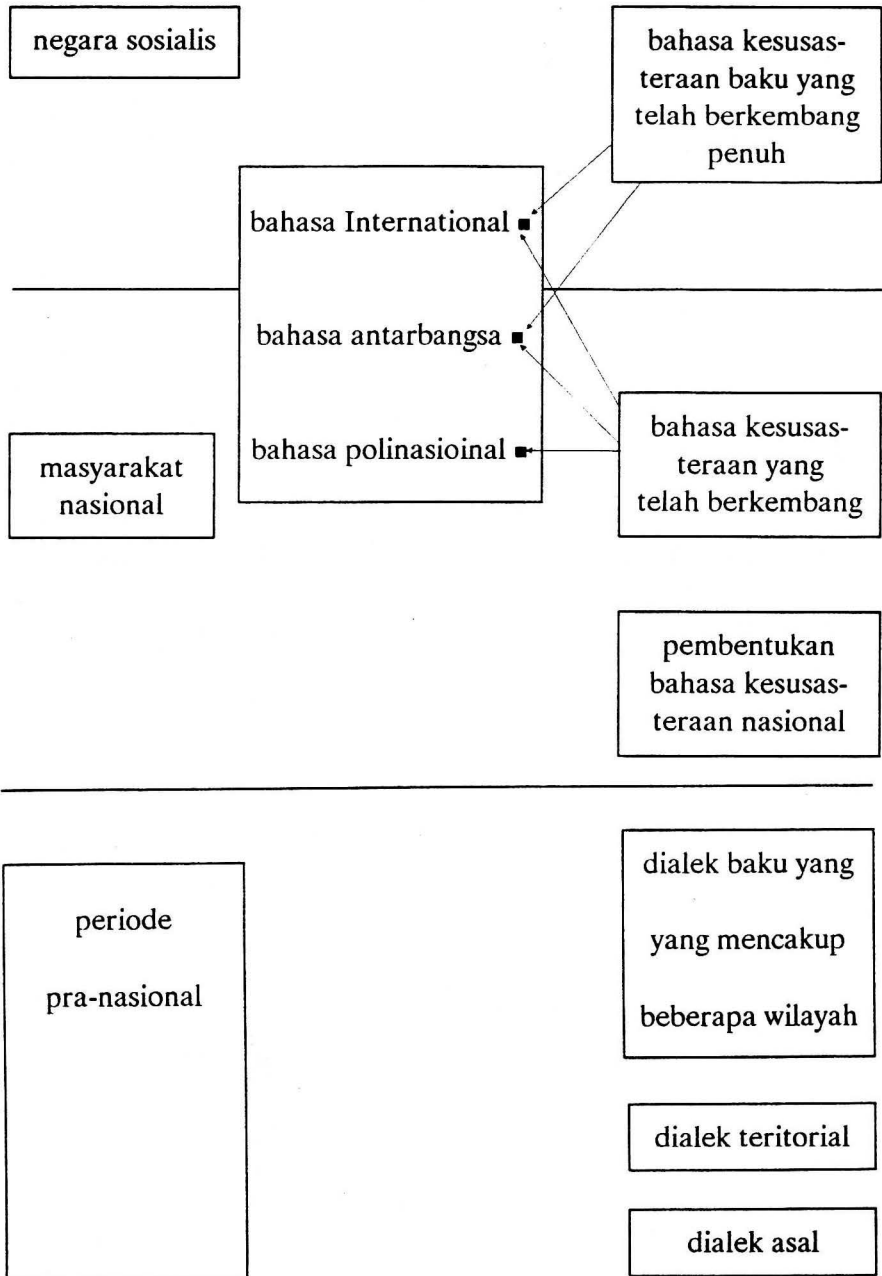 negara sosialis
bahasa kesusas-
teraan baku yang
telah berkembang
penuh
bahasa International
bahasa antarbangsa
bahasa polinasioinal
masyarakat
nasional
bahasa kesusas-
teraan yang
telah berkembang
pembentukan
bahasa kesusas-
teraan nasional
periode
pra-nasional
dialek baku yang
yang mencakup
beberapa wilayah
dialek teritorial
dialek asal